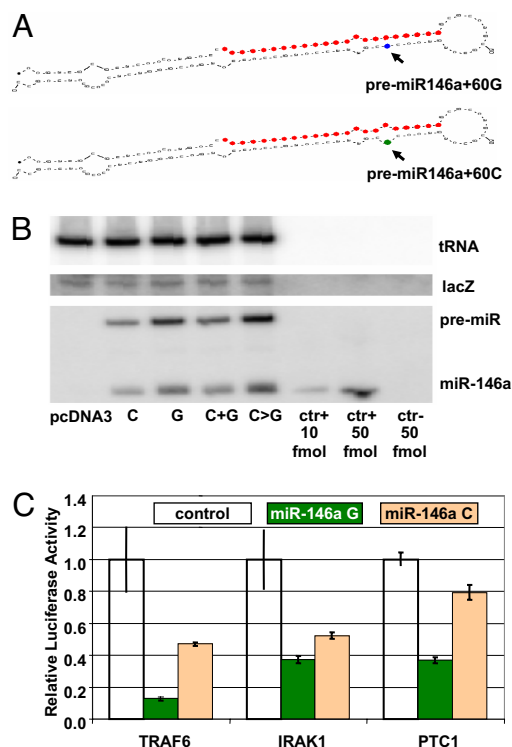 A
pre-miR146a+60G
pre-miR146a+60C
B
tRNA
lacZ
pre-miR
miR-146a
pcDNA3 C G C+G C>G ctr+ ctr+ ctr-
10 50 50
fmol fmol fmol
C
1.4
control miR-146a G miR-146a C
1.2
1.0
0.8
0.6
0.4
0.2
0.0
Relative Luciferase Activity
TRAF6 IRAK1 PTC1